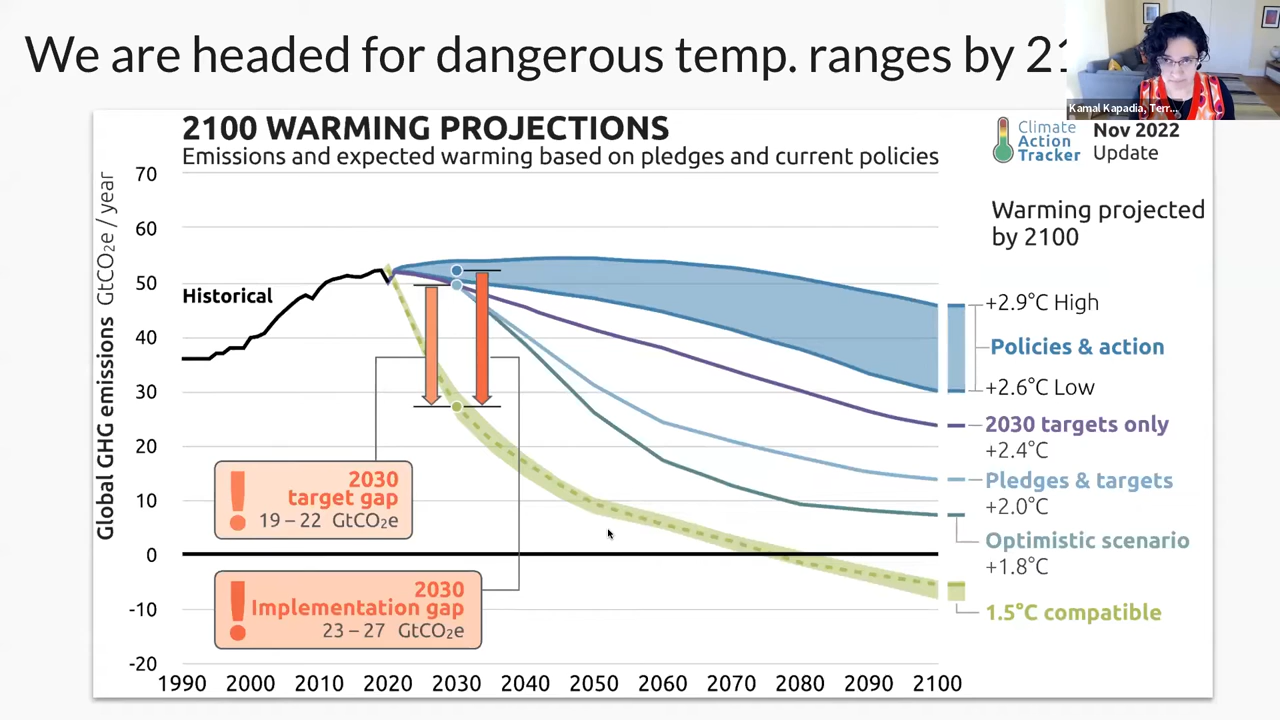 We are headed for dangerous temp. ranges by
Kamal Kapadia, Terr...
2100 WARMING PROJECTIONS
Emissions and expected warming based on pledges and current policies
Climate
Action
Tracker
Nov 2022
Update
Global GHG emissions GtCO₂e / year
70
60
50
40
30
20
10
0
-10
-20
1990 2000 2010 2020 2030 2040 2050 2060 2070 2080 2090 2100
Historical
2030
target gap
19 – 22 GtCO₂e
2030
Implementation gap
23 – 27 GtCO₂e
Warming projected
by 2100
+2.9°C High
Policies & action
+2.6°C Low
2030 targets only
+2.4°C
Pledges & targets
+2.0°C
Optimistic scenario
+1.8°C
1.5°C compatible